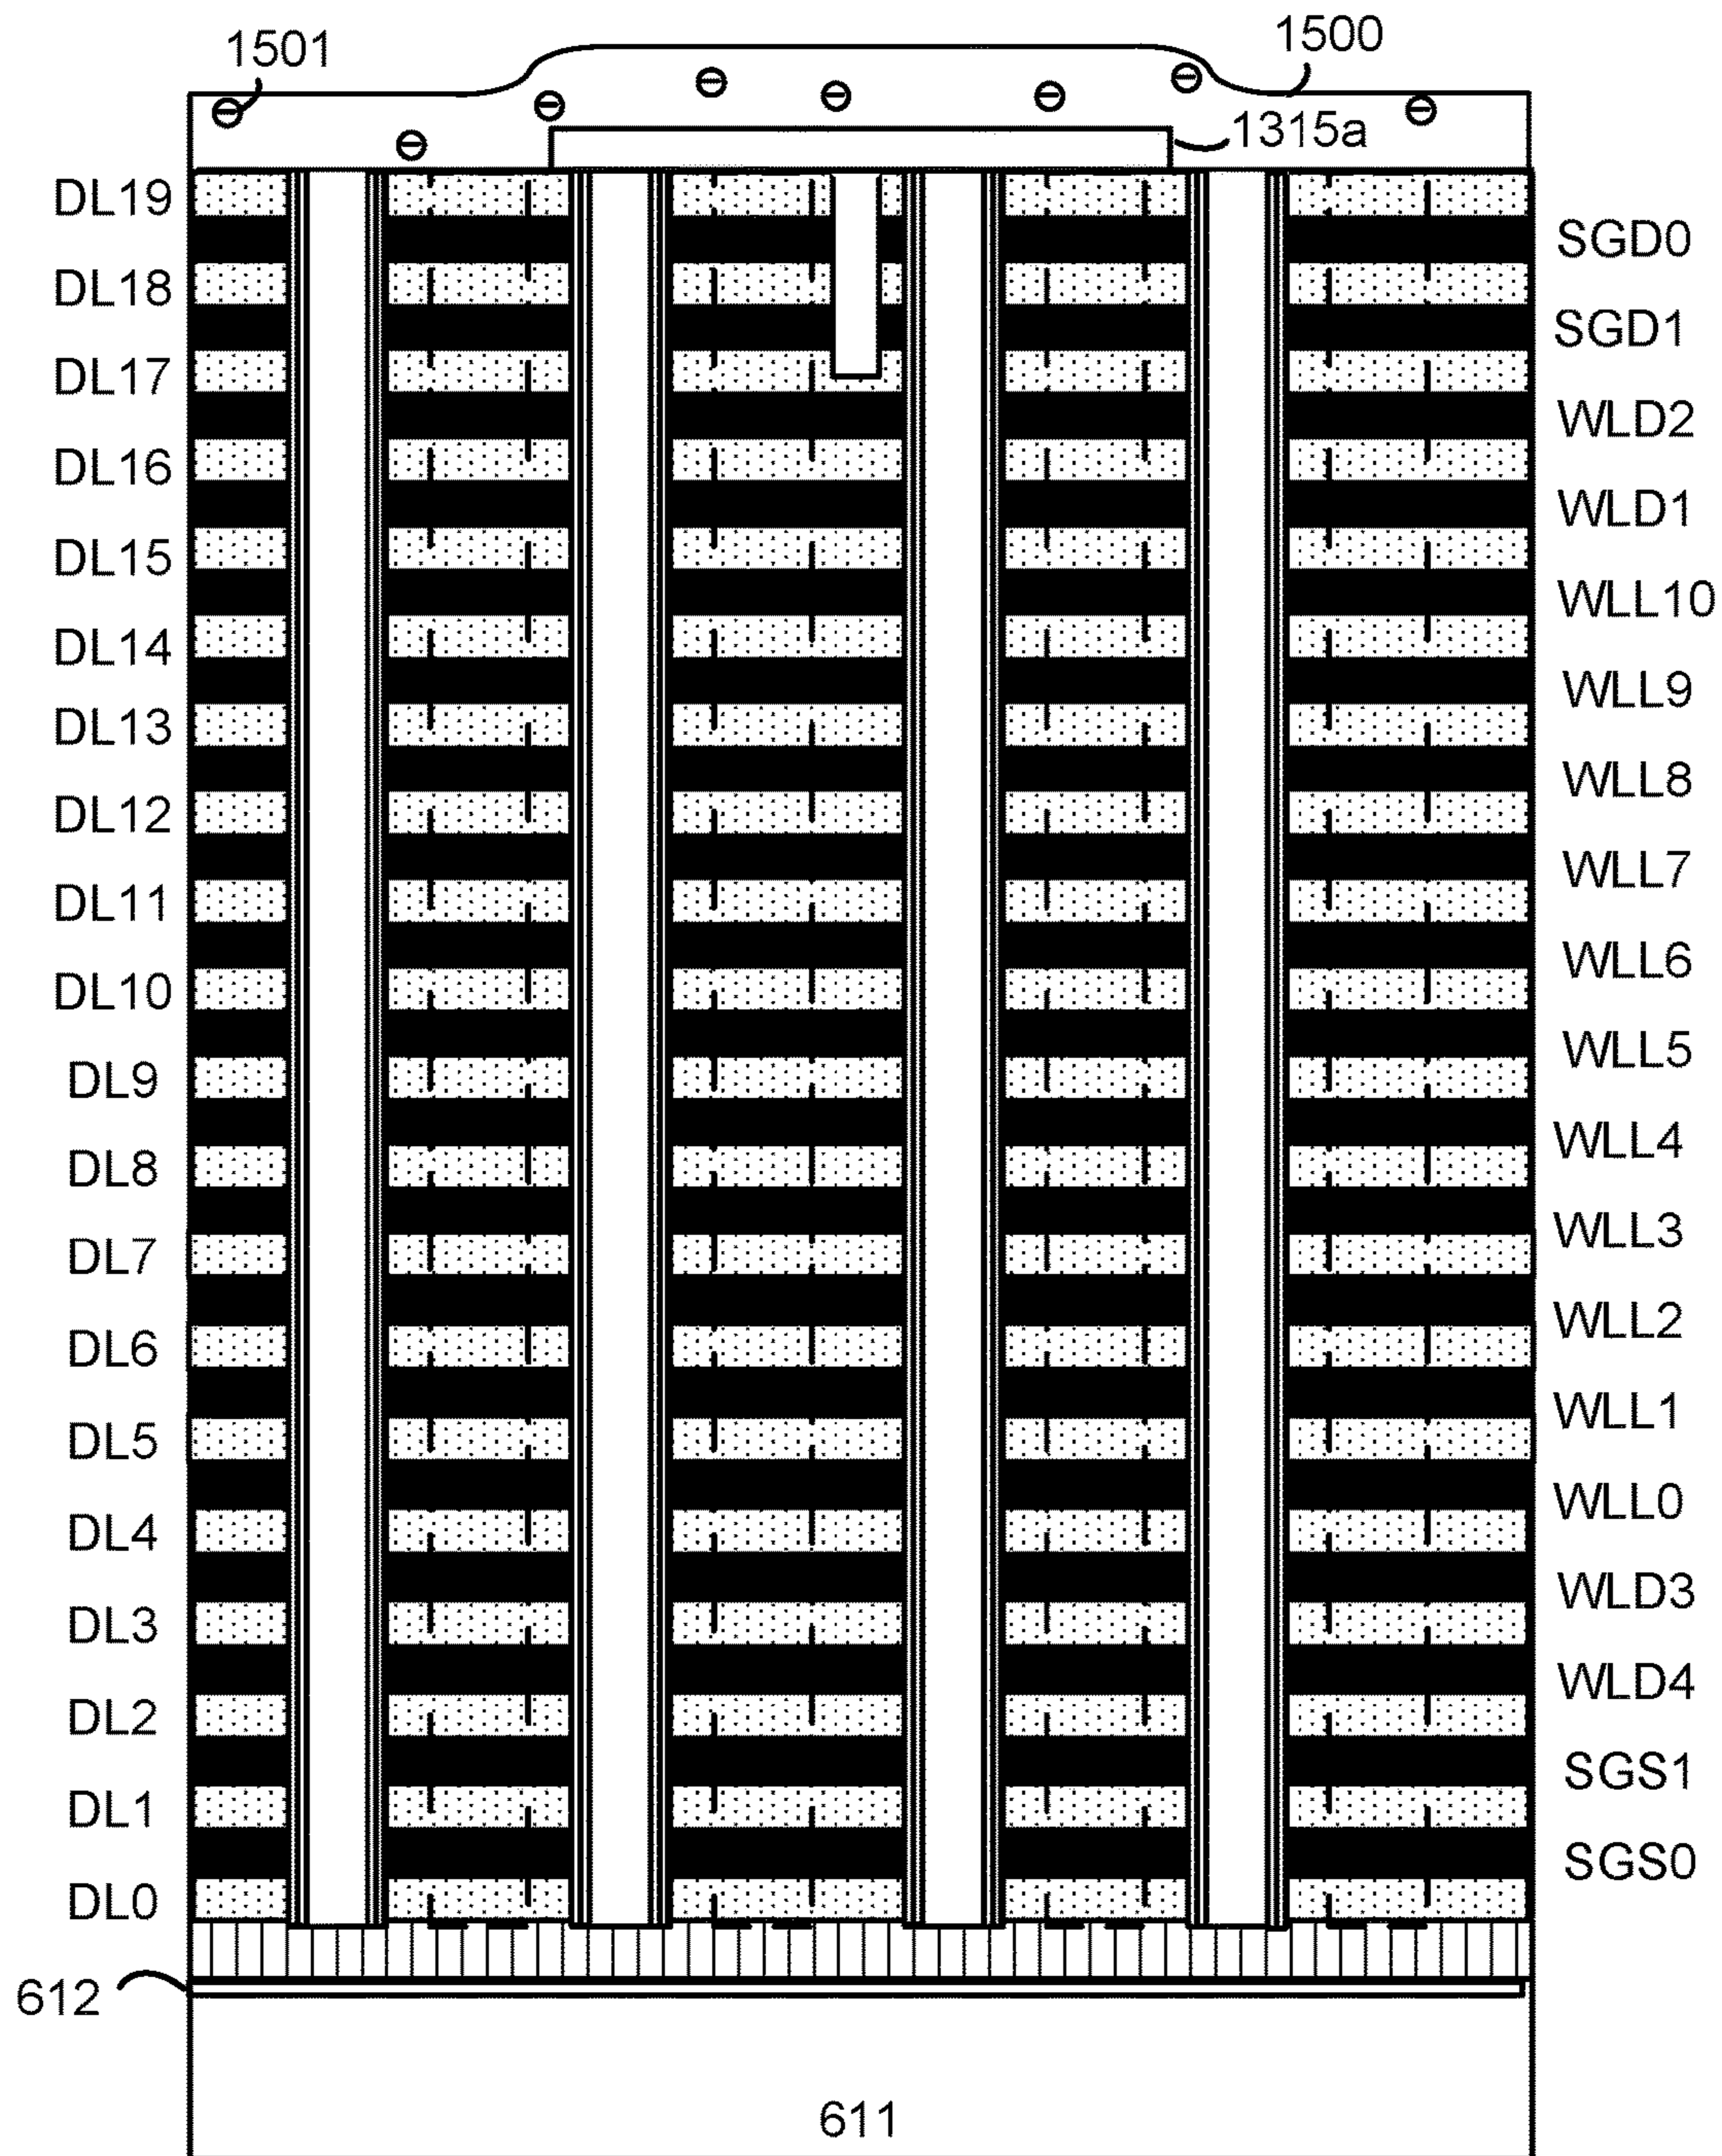 1501
1500
1315a
DL19
SGD0
DL18
SGD1
DL17
WLD2
DL16
WLD1
DL15
WLL10
DL14
WLL9
DL13
WLL8
DL12
WLL7
DL11
WLL6
DL10
WLL5
DL9
WLL4
DL8
WLL3
DL7
WLL2
DL6
WLL1
DL5
WLL0
DL4
WLD3
DL3
WLD4
DL2
SGS1
DL1
SGS0
DL0
612
611